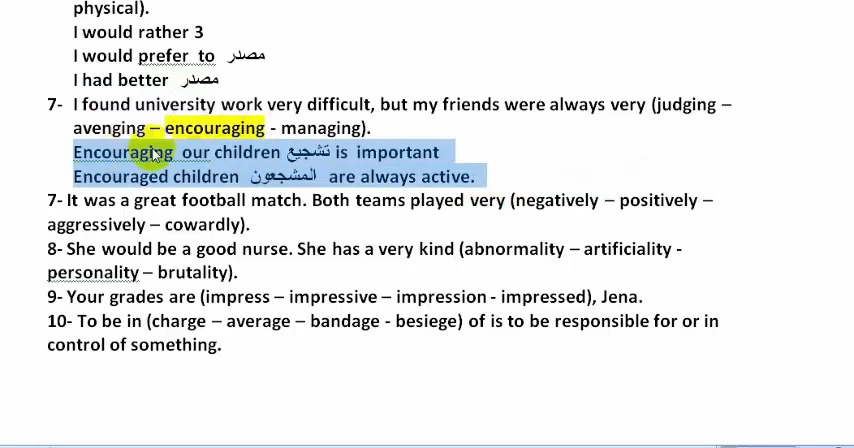 physical).
I would rather 3
I would prefer to مصدر
I had better مصدر
7- I found university work very difficult, but my friends were always very (judging –
avenging – encouraging - managing).
Encouraging our children تشجيع is important
Encouraged children المشجعون are always active.
7- It was a great football match. Both teams played very (negatively – positively –
aggressively – cowardly).
8- She would be a good nurse. She has a very kind (abnormality – artificiality -
personality – brutality).
9- Your grades are (impress – impressive – impression - impressed), Jena.
10- To be in (charge – average – bandage - besiege) of is to be responsible for or in
control of something.